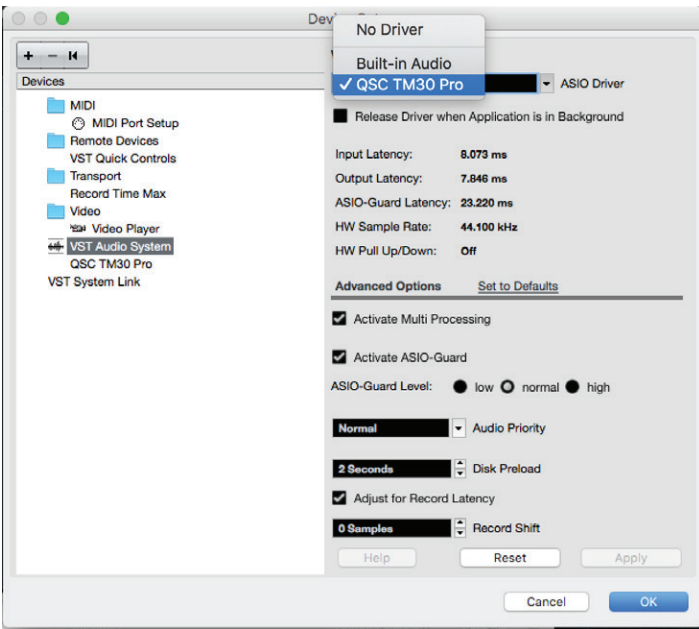 Dev
No Driver
Built-in Audio
✓ QSC TM30 Pro
ASIO Driver
+ −
Devices
MIDI
MIDI Port Setup
Remote Devices
VST Quick Controls
Transport
Record Time Max
Video
Video Player
VST Audio System
QSC TM30 Pro
VST System Link
Release Driver when Application is in Background
Input Latency: 8.073 ms
Output Latency: 7.846 ms
ASIO-Guard Latency: 23.220 ms
HW Sample Rate: 44.100 kHz
HW Pull Up/Down: Off
Advanced Options Set to Defaults
Activate Multi Processing
Activate ASIO-Guard
ASIO-Guard Level: low normal high
Normal Audio Priority
2 Seconds Disk Preload
Adjust for Record Latency
0 Samples Record Shift
Help Reset Apply
Cancel OK